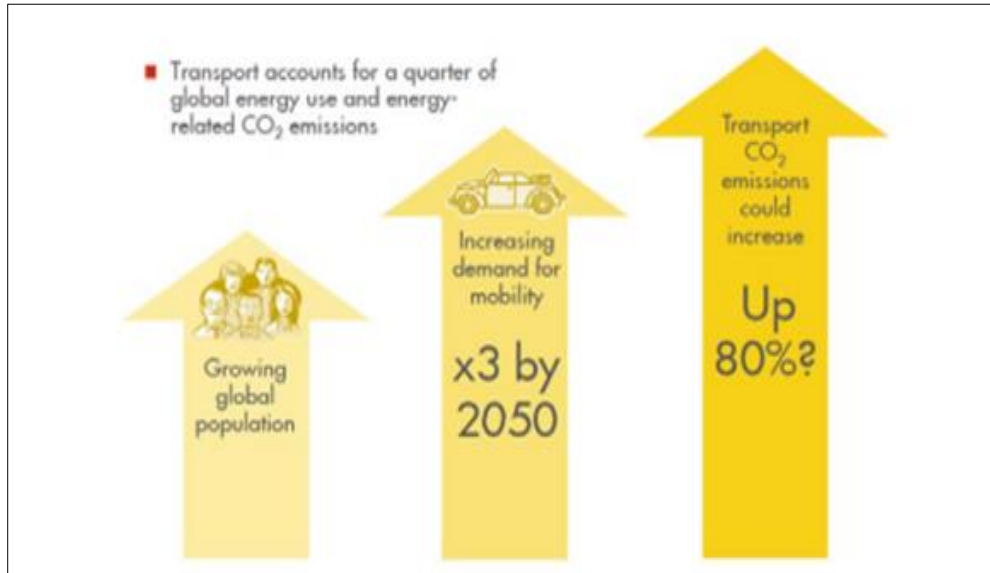 Transport accounts for a quarter of
global energy use and energy-
related CO₂ emissions
Growing
global
population
Increasing
demand for
mobility
x3 by
2050
Transport
CO₂
emissions
could
increase
Up
80%?